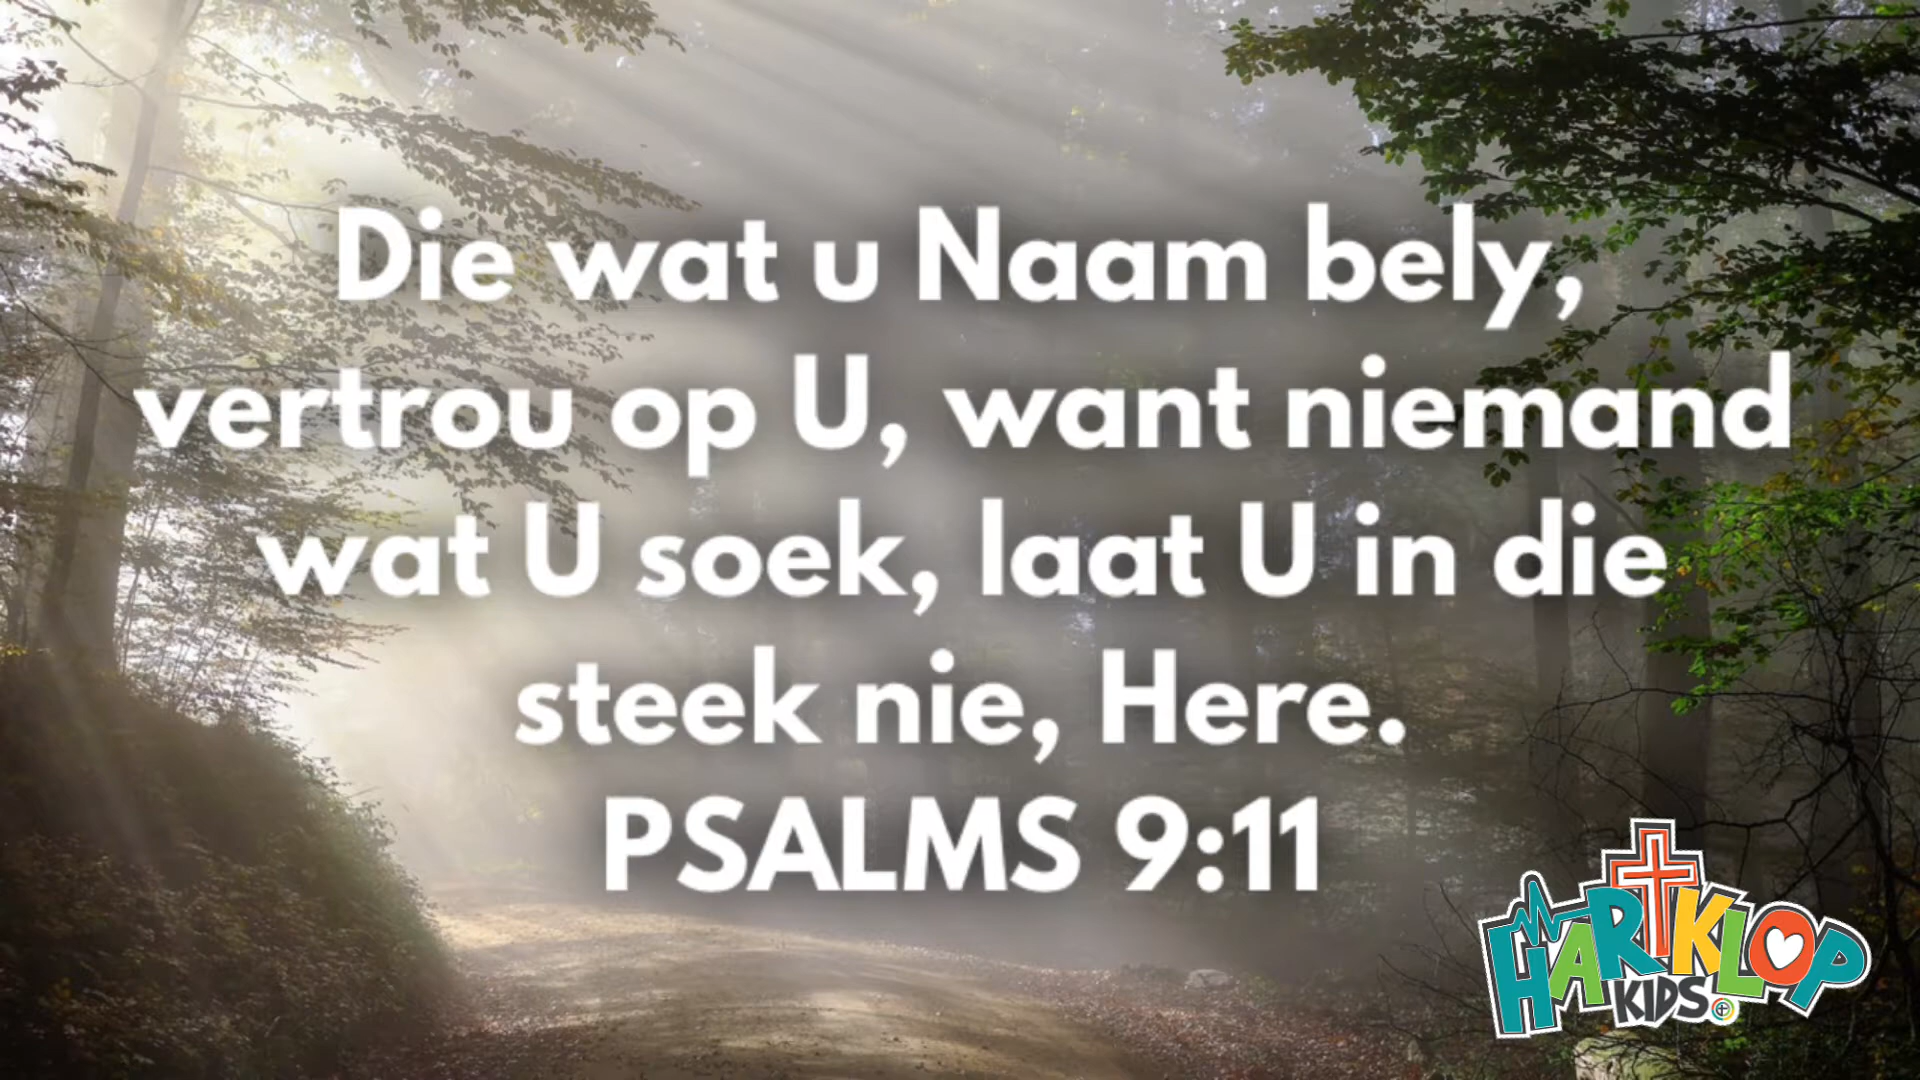 Die wat u Naam bely,
vertrou op U, want niemand
wat U soek, laat U in die
steek nie, Here.
PSALMS 9:11
HARTKLOP
KIDS